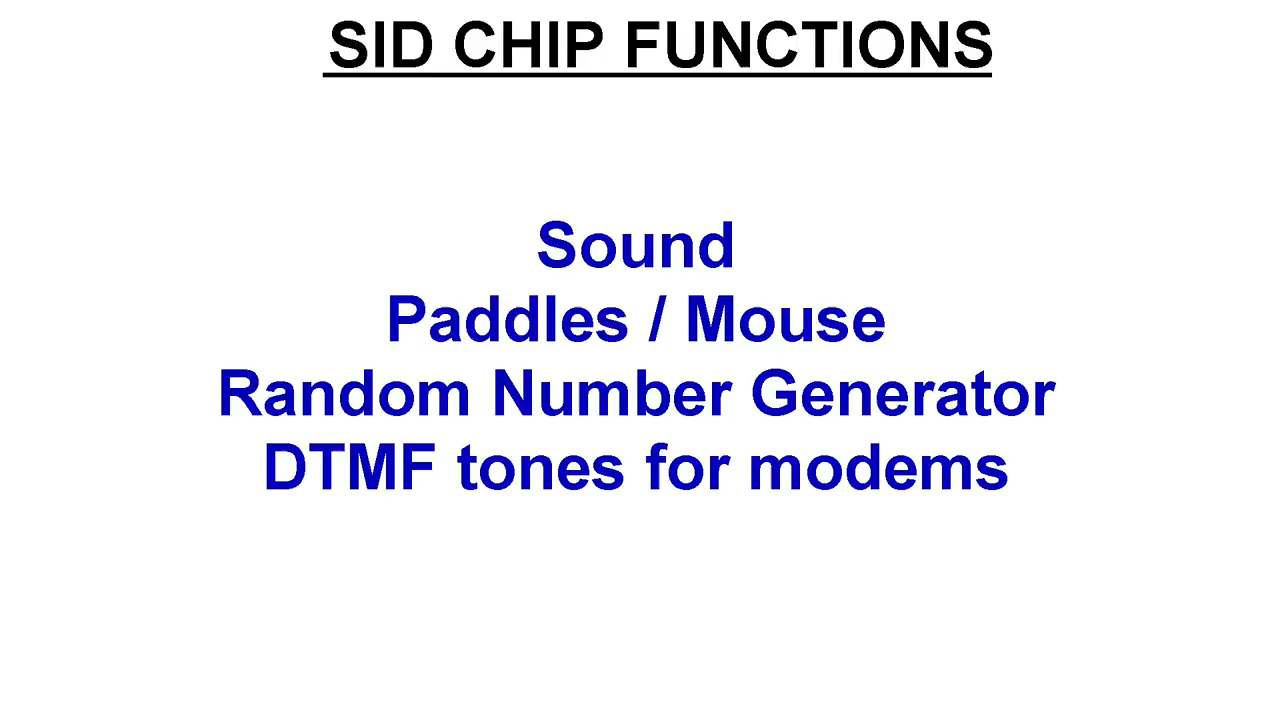 SID CHIP FUNCTIONS
Sound
Paddles / Mouse
Random Number Generator
DTMF tones for modems